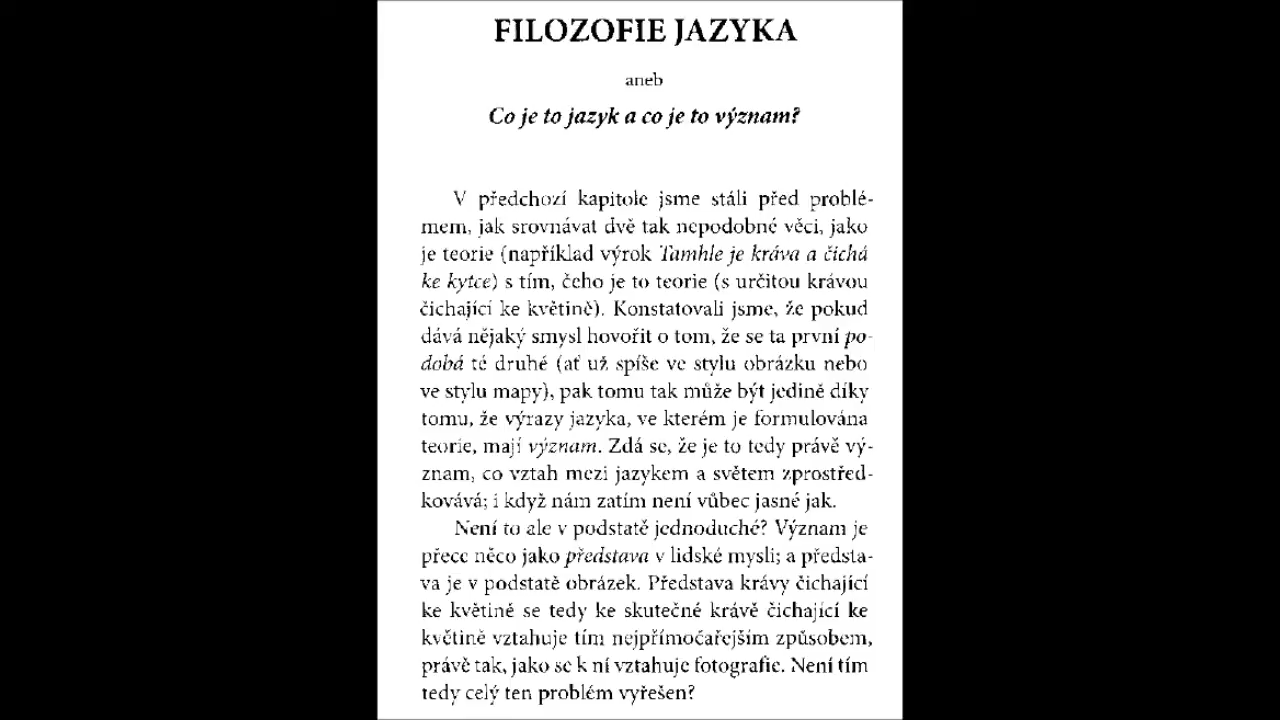 FILOZOFIE JAZYKA
aneb
Co je to jazyk a co je to význam?
V předchozí kapitole jsme stáli před problé-
mem, jak srovnávat dvě tak nepodobné věci, jako
je teorie (například výrok Tamhle je kráva a čichá
ke kytce) s tím, čeho je to teorie (s určitou krávou
čichající ke květině). Konstatovali jsme, že pokud
dává nějaký smysl hovořit o tom, že se ta první po-
dobá té druhé (ať už spíše ve stylu obrázku nebo
ve stylu mapy), pak tomu tak může být jedině díky
tomu, že výrazy jazyka, ve kterém je formulována
teorie, mají význam. Zdá se, že je to tedy právě vý-
znam, co vztah mezi jazykem a světem zprostřed-
kovává; i když nám zatím není vůbec jasné jak.
Není to ale v podstatě jednoduché? Význam je
přece něco jako představa v lidské mysli; a předsta-
va je v podstatě obrázek. Představa krávy čichající
ke květině se tedy ke skutečné krávě čichající ke
květině vztahuje tím nejpřímočařejším způsobem,
právě tak, jako se k ní vztahuje fotografie. Není tím
tedy celý ten problém vyřešen?